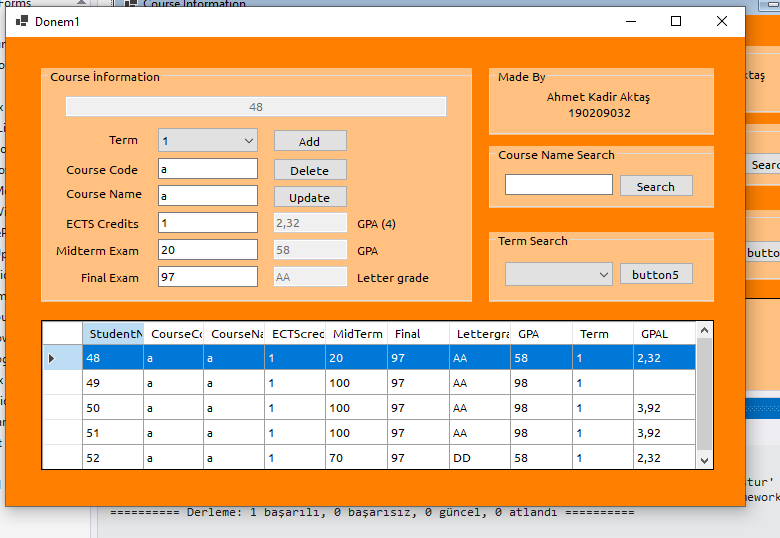 Forms
Course Information
Donem1
Course İnformation
48
Term 1 Add
Course Code a Delete
Course Name a Update
ECTS Credits 1 2,32 GPA (4)
Midterm Exam 20 58 GPA
Final Exam 97 AA Letter grade
Made By
Ahmet Kadir Aktaş
190209032
Course Name Search
Search
Term Search
button5
StudentN CourseCo CourseNa ECTScred MidTerm Final Lettergra GPA Term GPAL
48 a a 1 20 97 AA 58 1 2,32
49 a a 1 100 97 AA 98 1
50 a a 1 100 97 AA 98 1 3,92
51 a a 1 100 97 AA 98 1 3,92
52 a a 1 70 97 DD 58 1 2,32
ktaş
Searc
butto
stur'
mework
========== Derleme: 1 başarılı, 0 başarısız, 0 güncel, 0 atlandı ==========